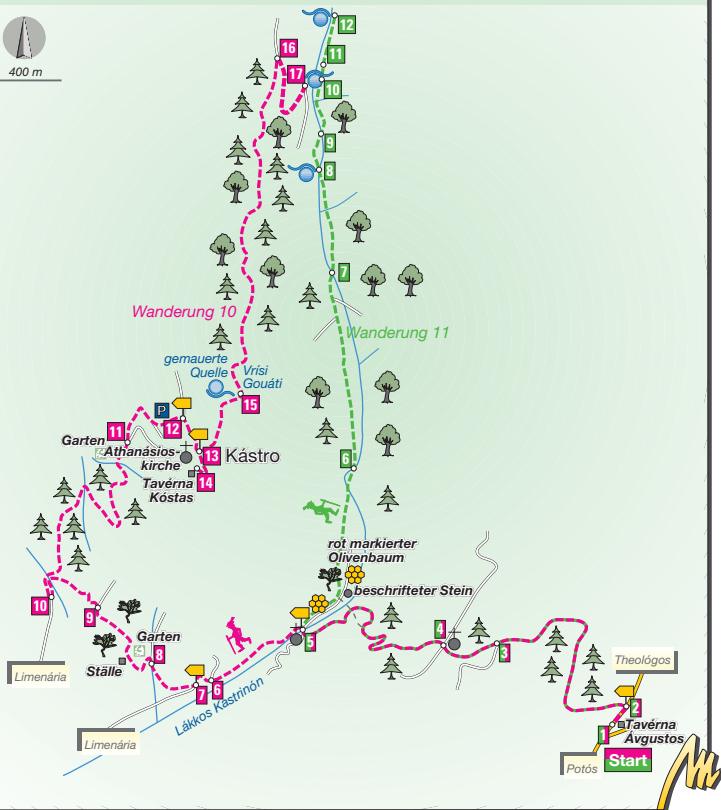 400 m
12
16
11
17
10
9
8
7
Wanderung 10
Wanderung 11
gemauerte
Quelle
Vrísi
Gouáti
15
P
12
11
Garten
Athanásios-
kirche
13
Kástro
Tavérna
Kóstas
14
6
rot markierter
Olivenbaum
beschrifteter Stein
10
9
Garten
8
Ställe
7
6
5
4
3
Limenária
Limenária
Lákkos Kastrinón
Theológos
2
Tavérna
Ávgustos
1
Start
Potós